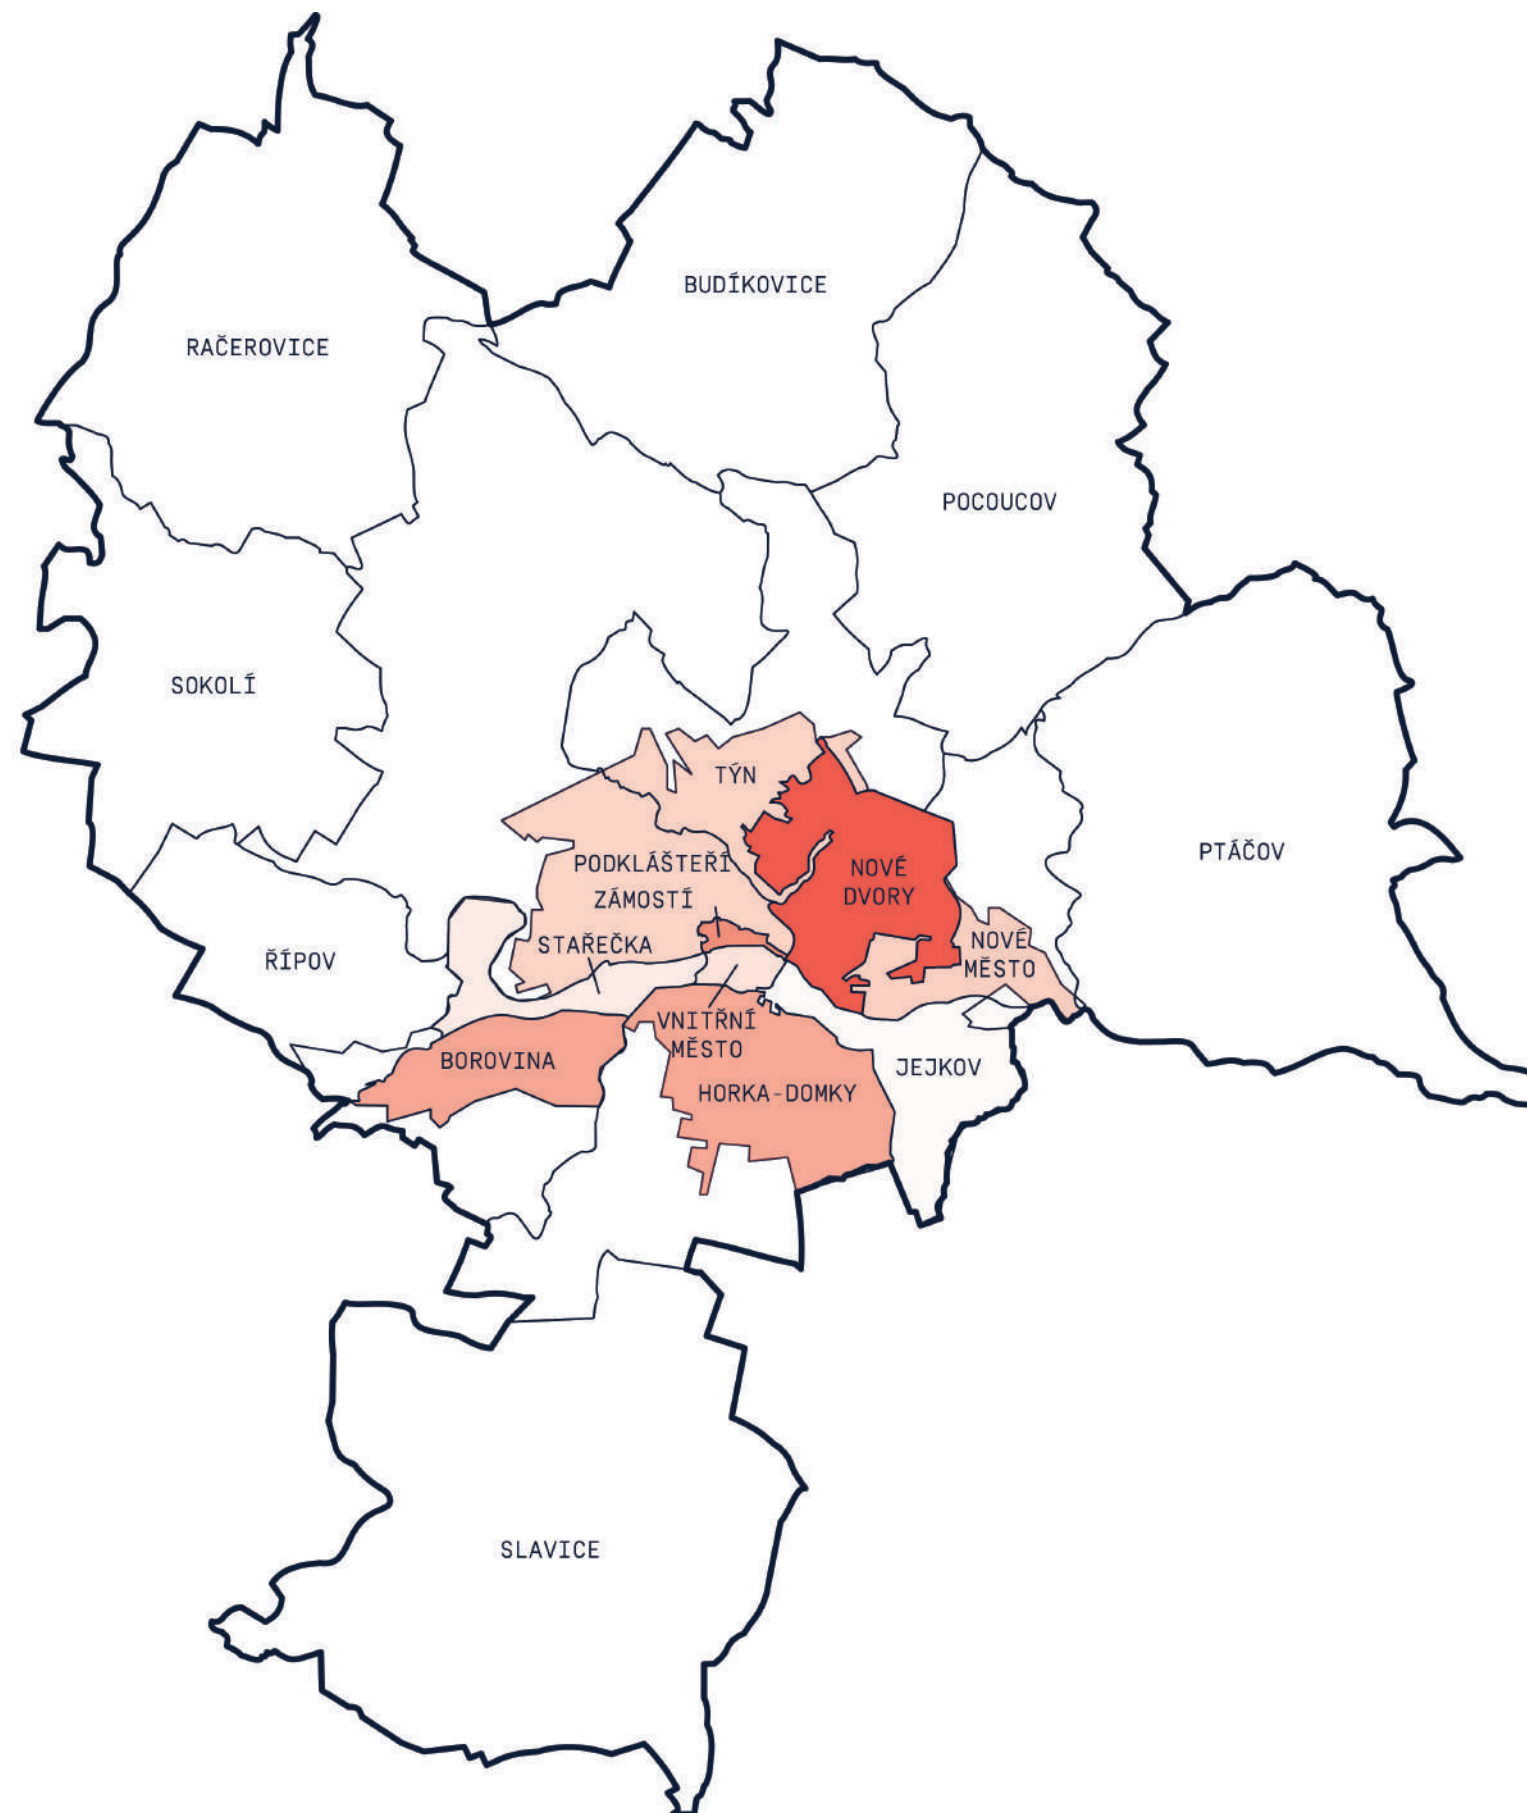 BUDÍKOVICE
RAČEROVICE
POCOUCOV
SOKOLÍ
TÝN
PTÁČOV
PODKLÁŠTEŘÍ
NOVÉ
DVORY
ZÁMOSTÍ
STAŘEČKA
NOVÉ
MĚSTO
ŘÍPOV
VNITŘNÍ
MĚSTO
BOROVINA
JEJKOV
HORKA-DOMKY
SLAVICE